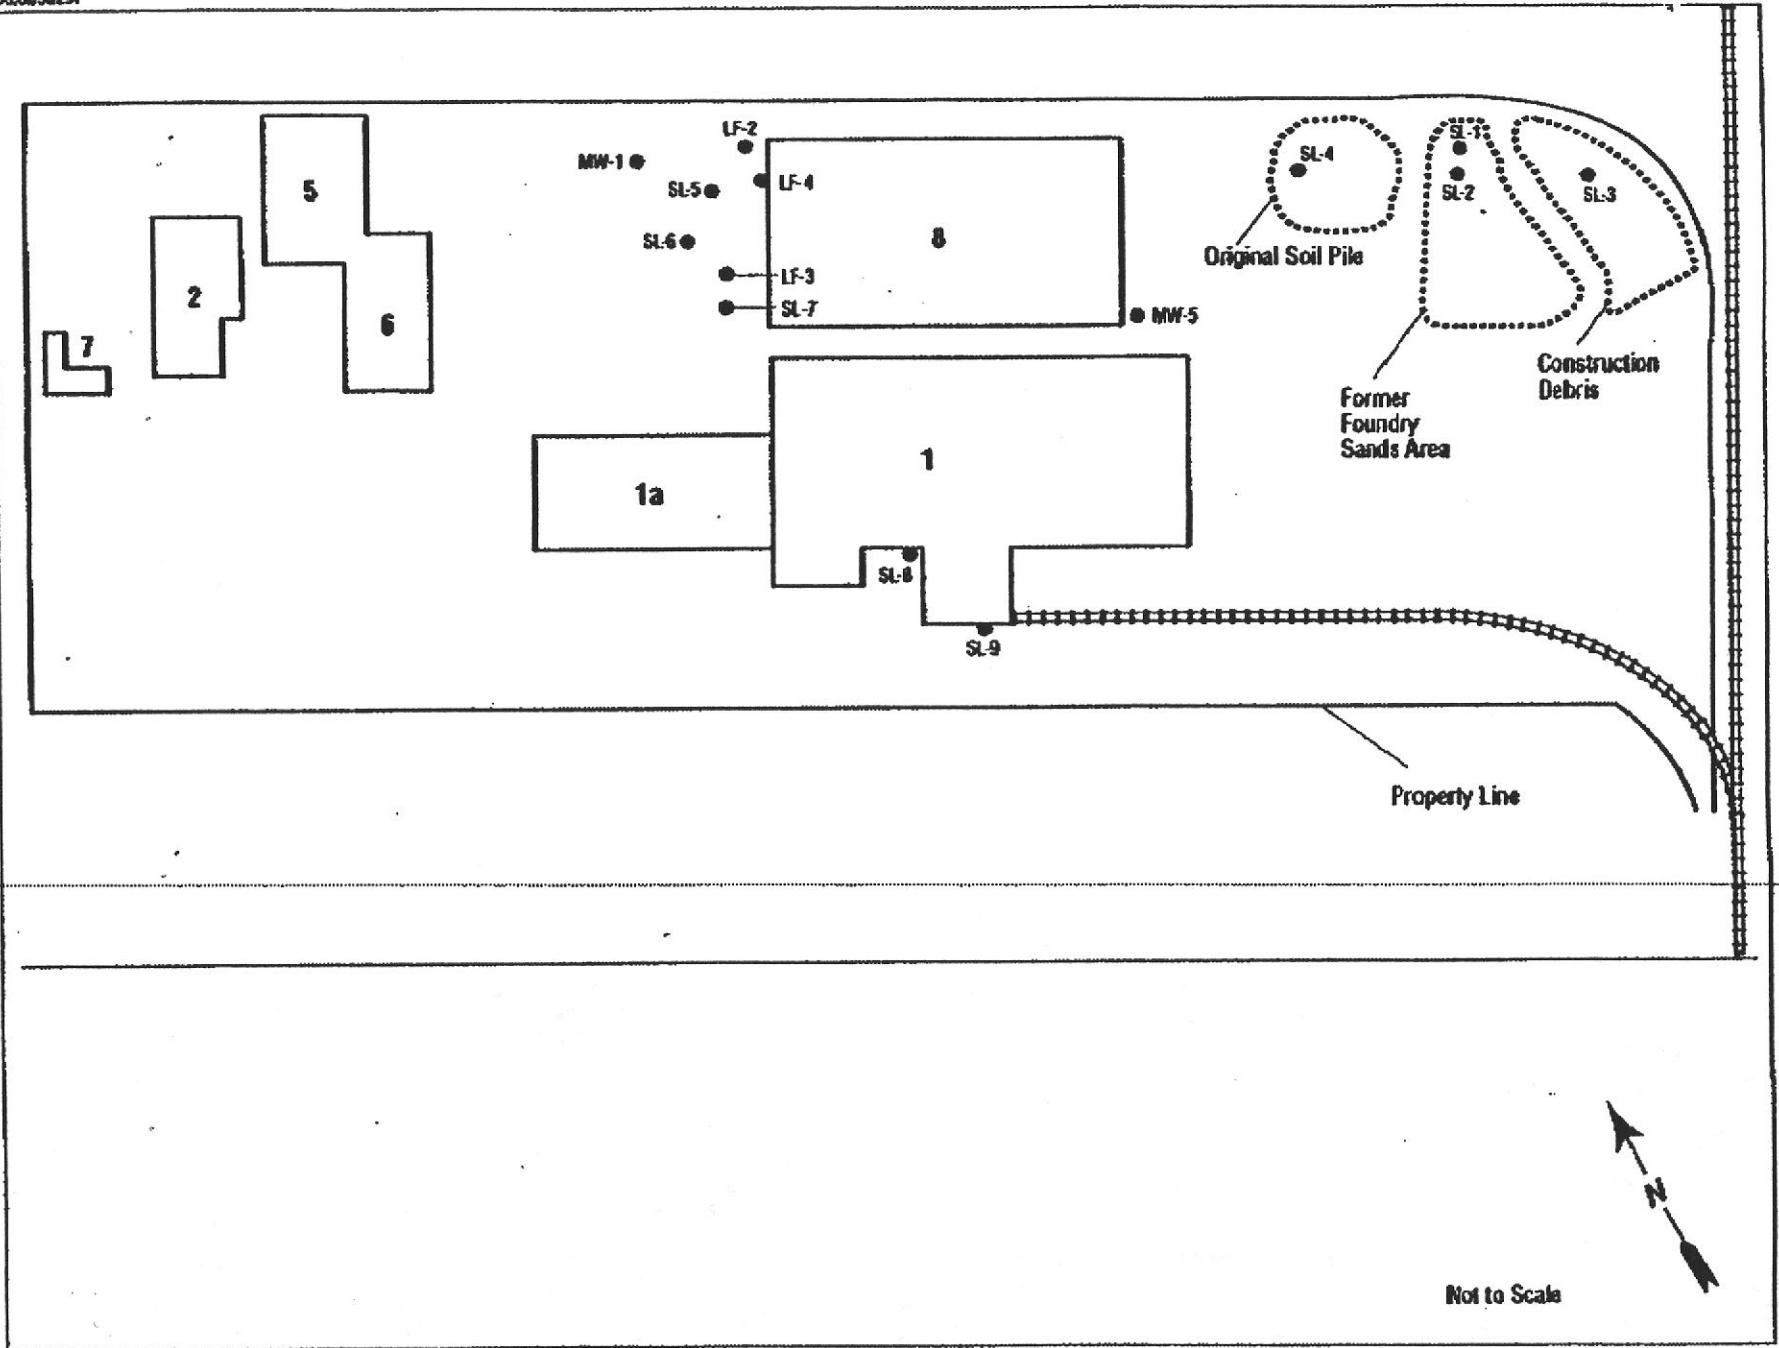 LF-2
MW-1
SL-5
LF-4
SL-6
LF-3
SL-7
8
MW-5
5
2
6
7
SL-4
Original Soil Pile
SL-1
SL-2
SL-3
Former
Foundry
Sands Area
Construction
Debris
1
1a
SL-8
SL-9
Property Line
N
Not to Scale